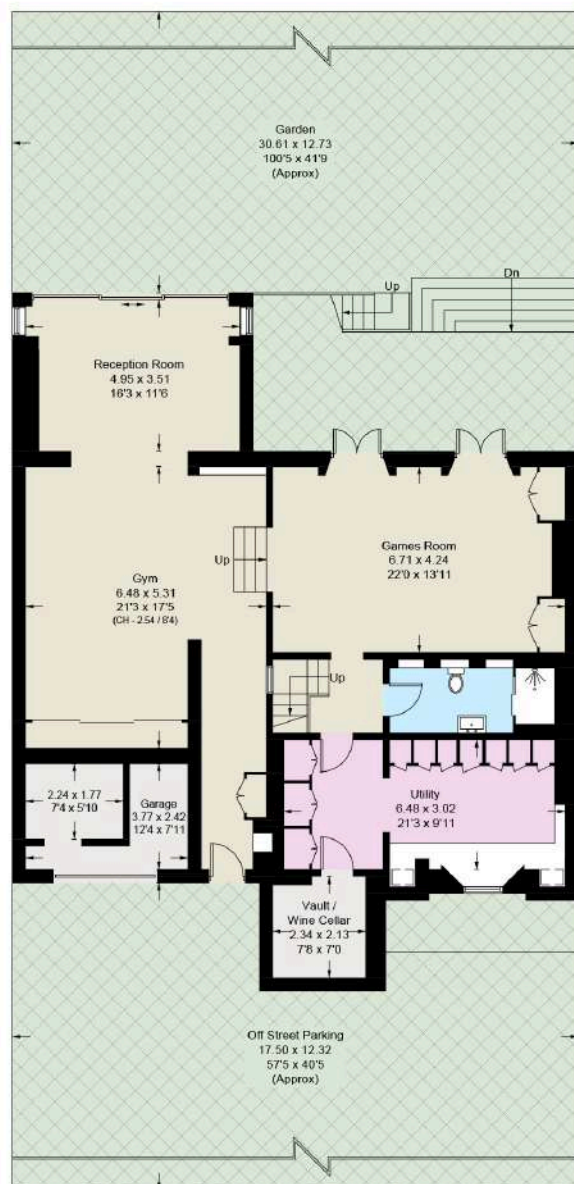 Garden
30.61 x 12.73
100'5 x 41'9
(Approx)
Up
Dn
Reception Room
4.95 x 3.51
16'3 x 11'6
Gym
6.48 x 5.31
21'3 x 17'5
(CH - 2.54 / 8'4)
Up
Games Room
6.71 x 4.24
22'0 x 13'11
Up
2.24 x 1.77
7'4 x 5'10
Garage
3.77 x 2.42
12'4 x 7'11
Utility
6.48 x 3.02
21'3 x 9'11
Vault /
Wine Cellar
2.34 x 2.13
7'8 x 7'0
Off Street Parking
17.50 x 12.32
57'5 x 40'5
(Approx)